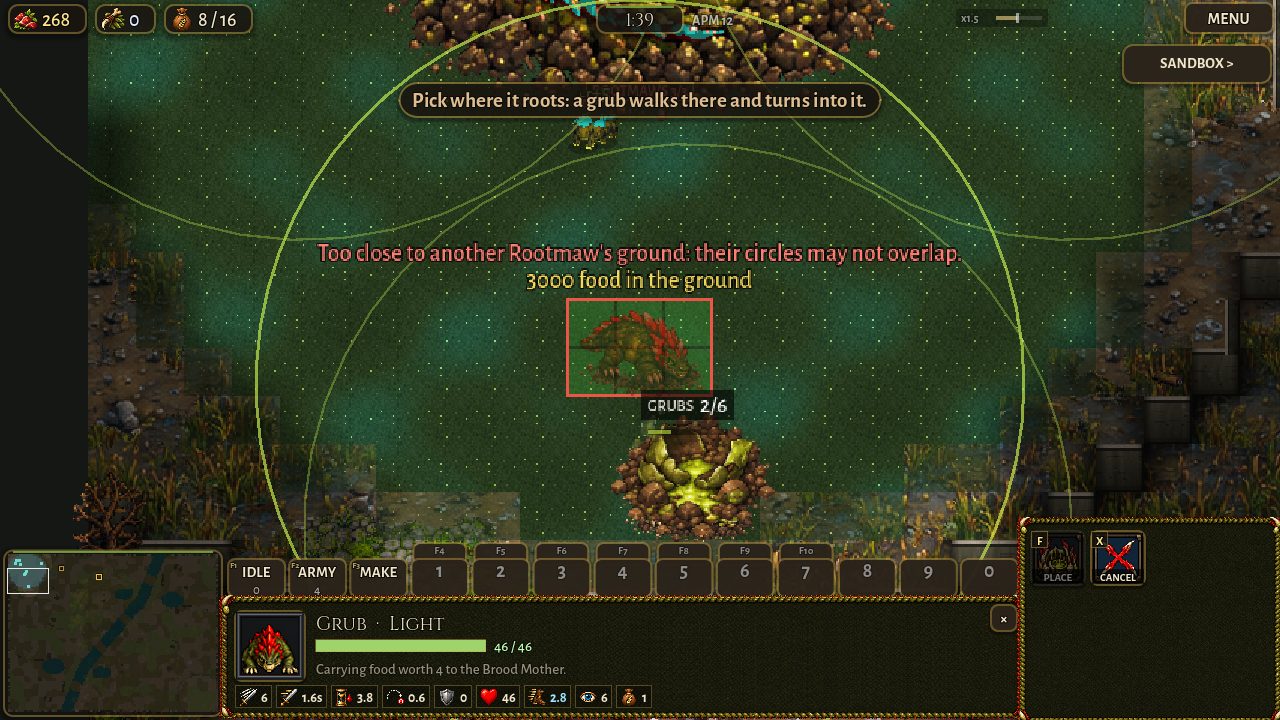 268
0
8 / 16
1:39
APM 12
x1.5
MENU
SANDBOX >
Pick where it roots: a grub walks there and turns into it.
Too close to another Rootmaw's ground: their circles may not overlap.
3000 food in the ground
GRUBS 2/6
F1 IDLE 0
F2 ARMY 4
F3 MAKE
F4 1
F5 2
F6 3
F7 4
F8 5
F9 6
F10 7
8
9
0
Grub · Light
46 / 46
Carrying food worth 4 to the Brood Mother.
6
1.6s
3.8
0.6
0
46
2.8
6
1
×
F PLACE
X CANCEL